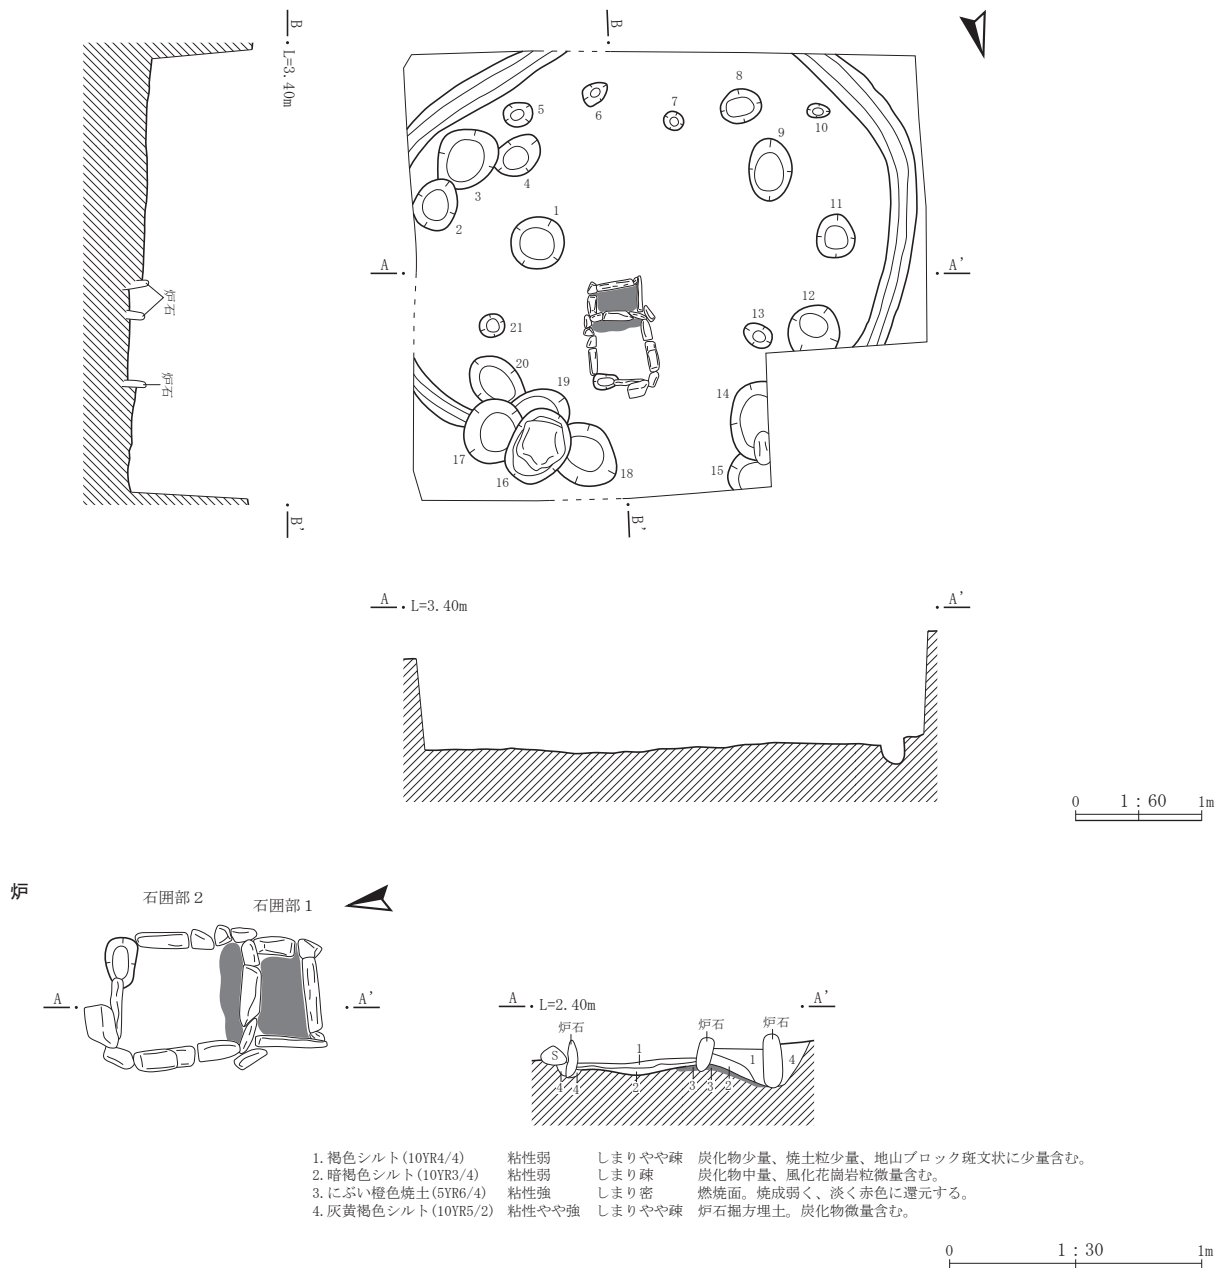 B
L=3.40m
炉石
炉石
B'
B
A
A'
1
2
3
4
5
6
7
8
9
10
11
12
13
14
15
16
17
18
19
20
21
B'
A
L=3.40m
A'
0 1:60 1m
炉
石囲部2
石囲部1
A
A'
A
L=2.40m
A'
炉石
炉石
炉石
S
1
1
4
4
4
2
3
3
2
1.褐色シルト(10YR4/4) 粘性弱 しまりやや疎 炭化物少量、焼土粒少量、地山ブロック斑文状に少量含む。
2.暗褐色シルト(10YR3/4) 粘性弱 しまり疎 炭化物中量、風化花崗岩粒微量含む。
3.にぶい橙色焼土(5YR6/4) 粘性強 しまり密 燃焼面。焼成弱く、淡く赤色に還元する。
4.灰黄褐色シルト(10YR5/2) 粘性やや強 しまりやや疎 炉石掘方埋土。炭化物微量含む。
0 1:30 1m